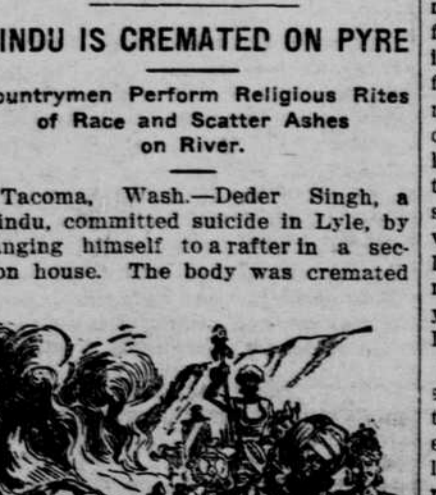 INDU IS CREMATED ON PYRE
ountrymen Perform Religious Rites
of Race and Scatter Ashes
on River.
Tacoma, Wash.—Deder Singh, a
indu, committed suicide in Lyle, by
anging himself to a rafter in a sec-
on house. The body was cremated